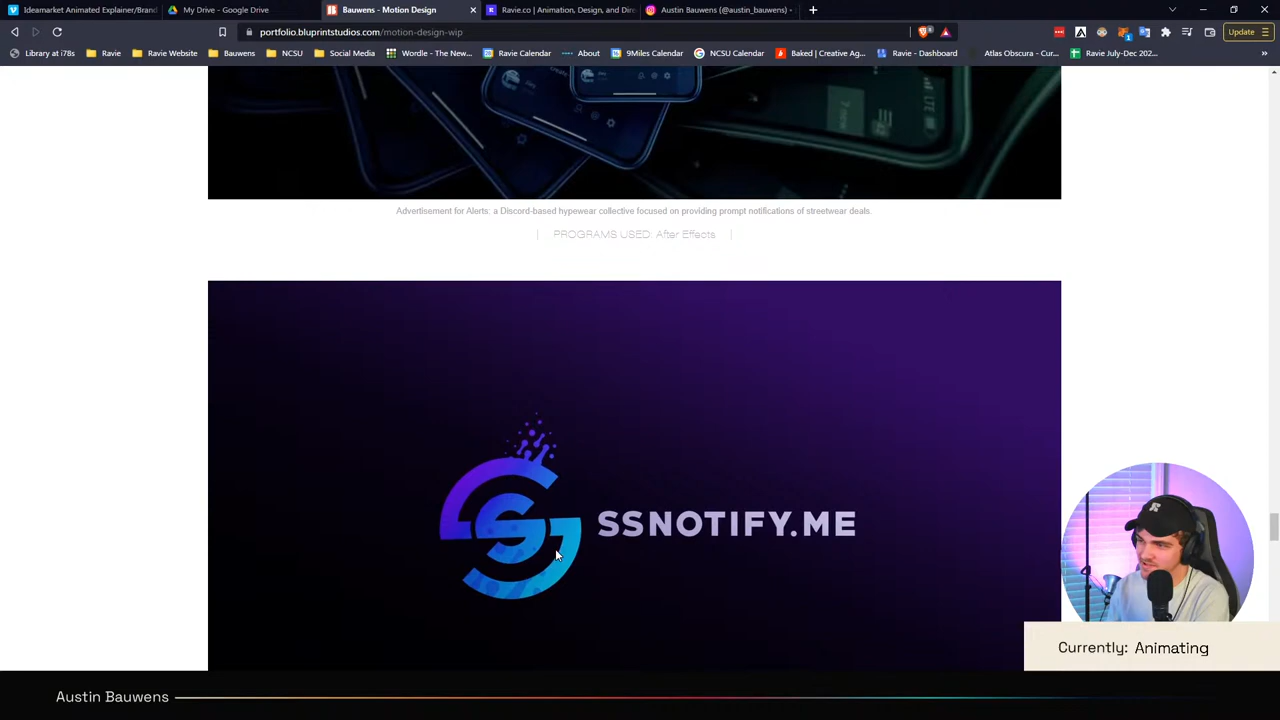 Ideamarket Animated Explainer/Brand
My Drive - Google Drive
Bauwens - Motion Design
Ravie.co | Animation, Design, and Dire
Austin Bauwens (@austin_bauwens) •
portfolio.bluprintstudios.com/motion-design-wip
Update
Library at i78s
Ravie
Ravie Website
Bauwens
NCSU
Social Media
Wordle - The New...
Ravie Calendar
About
9Miles Calendar
NCSU Calendar
Baked | Creative Ag...
Ravie - Dashboard
Atlas Obscura - Cur...
Ravie July-Dec 202...
Advertisement for Alerts: a Discord-based hypewear collective focused on providing prompt notifications of streetwear deals.
| PROGRAMS USED: After Effects |
SSNOTIFY.ME
Currently: Animating
Austin Bauwens